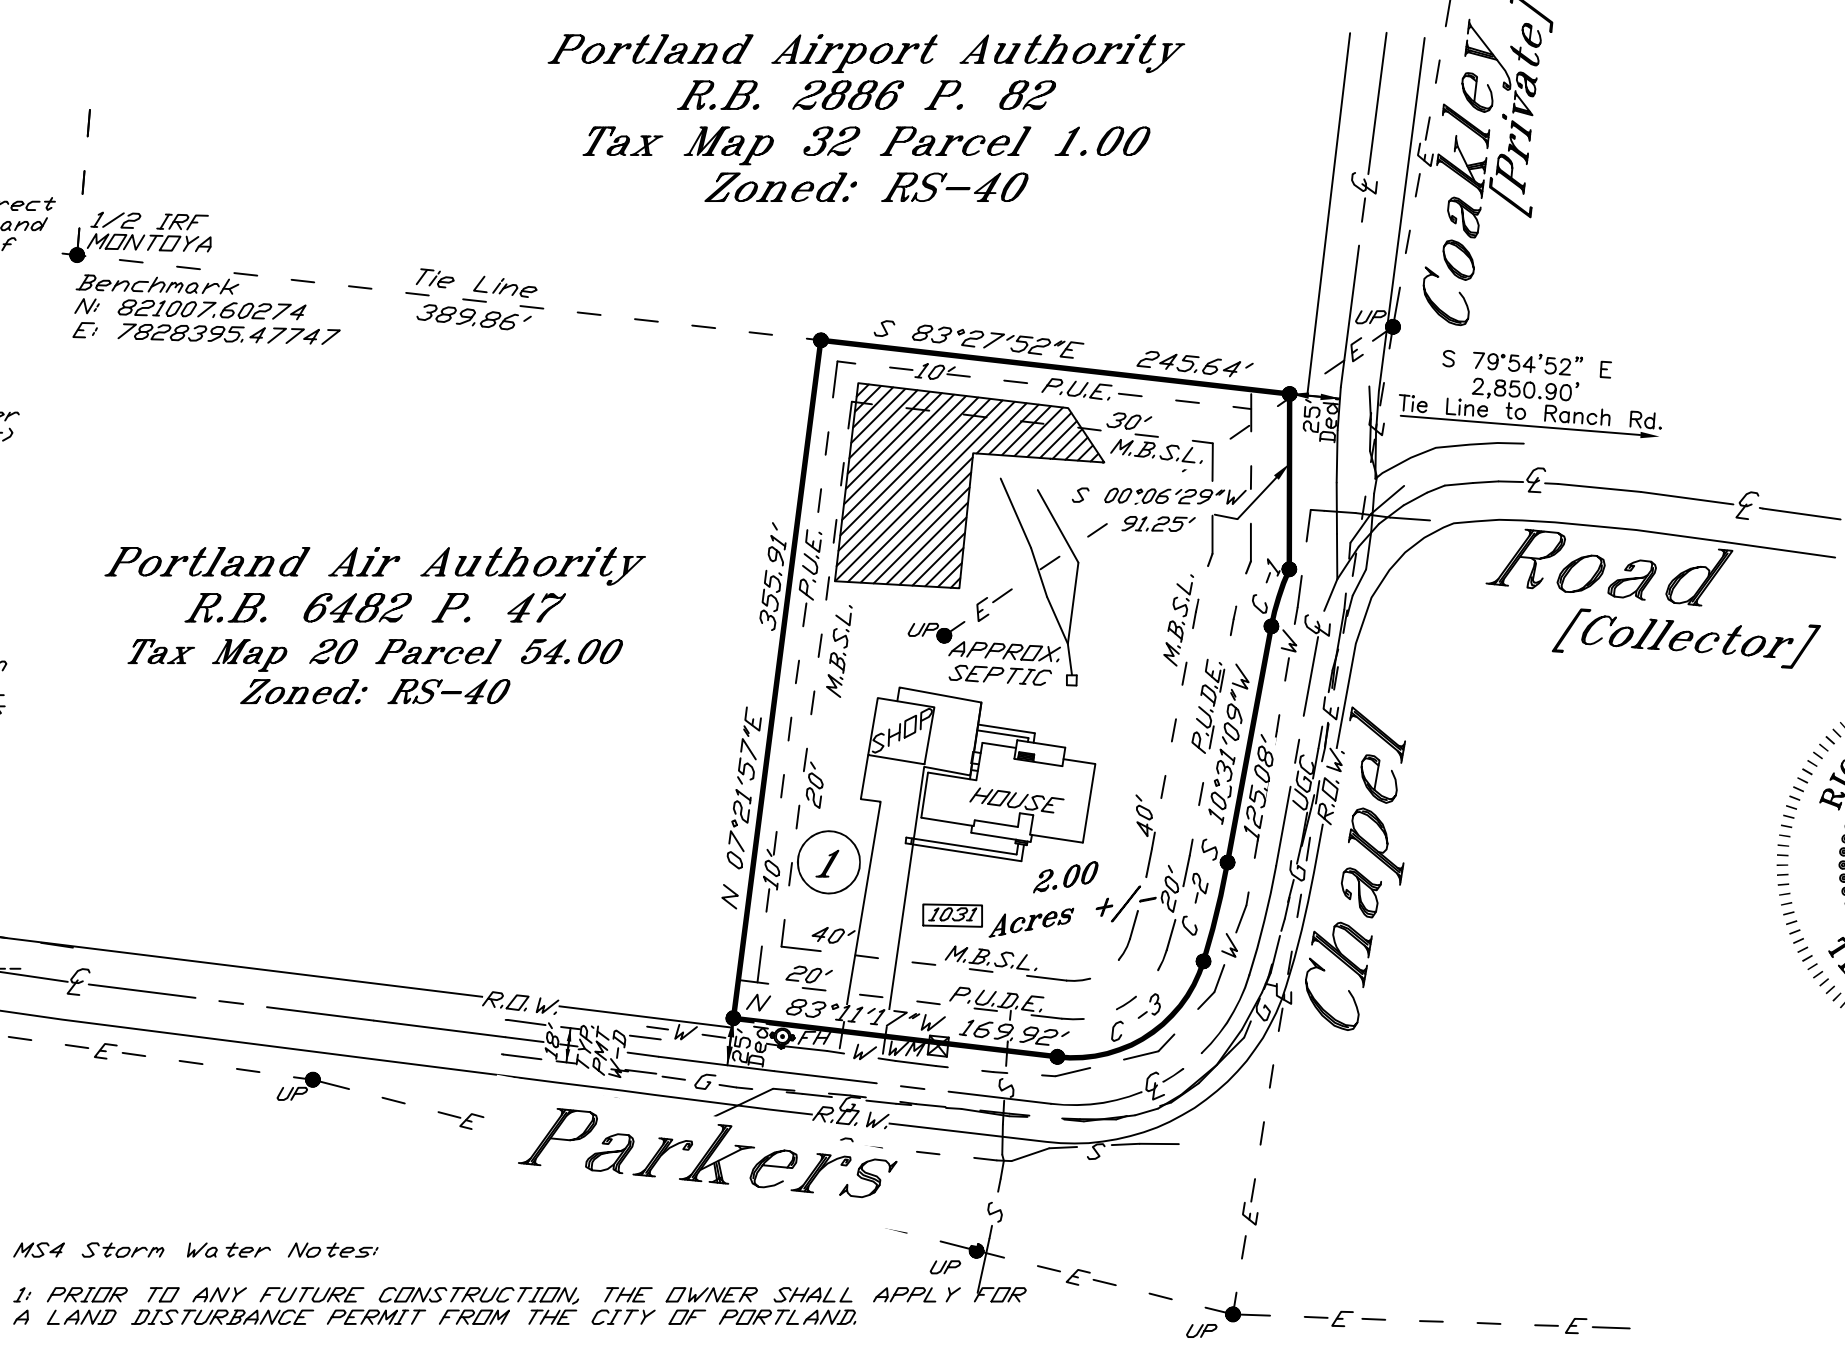 Portland Airport Authority
R.B. 2886 P. 82
Tax Map 32 Parcel 1.00
Zoned: RS-40
Coakley
[Private]
rect
and
f
1/2 IRF
MONTOYA
Benchmark
N: 821007.60274
E: 7828395.47747
Tie Line
389.86'
S 83°27'52"E 245.64'
UP
E
E
E
S 79°54'52" E
2,850.90'
Tie Line to Ranch Rd.
25'
Ded
10'
P.U.E.
30'
M.B.S.L.
S 00°06'29"W
91.25'
er
Road
[Collector]
Portland Air Authority
R.B. 6482 P. 47
Tax Map 20 Parcel 54.00
Zoned: RS-40
355.91'
N 07°21'57"E
P.U.E.
M.B.S.L.
20'
10'
UP
E
APPROX.
SEPTIC
SHOP
HOUSE
1
1031
2.00
Acres +/-
M.B.S.L.
P.U.D.E.
C -1
S 10°31'09"W
125.08'
C -2
40'
20'
W
W
UGC
E
R.O.W.
G
G
E
Chapel
40'
M.B.S.L.
20'
P.U.D.E.
N 83°11'17"W 169.92'
C -3
R.O.W.
W
25'
Ded
FH
W
WM
18'
TYP.
PMT
W-D
G
G
R.O.W.
S
S
S
E
UP
E
Parkers
UP
E
E
UP
E
E
MS4 Storm Water Notes:
1: PRIOR TO ANY FUTURE CONSTRUCTION, THE OWNER SHALL APPLY FOR
A LAND DISTURBANCE PERMIT FROM THE CITY OF PORTLAND.